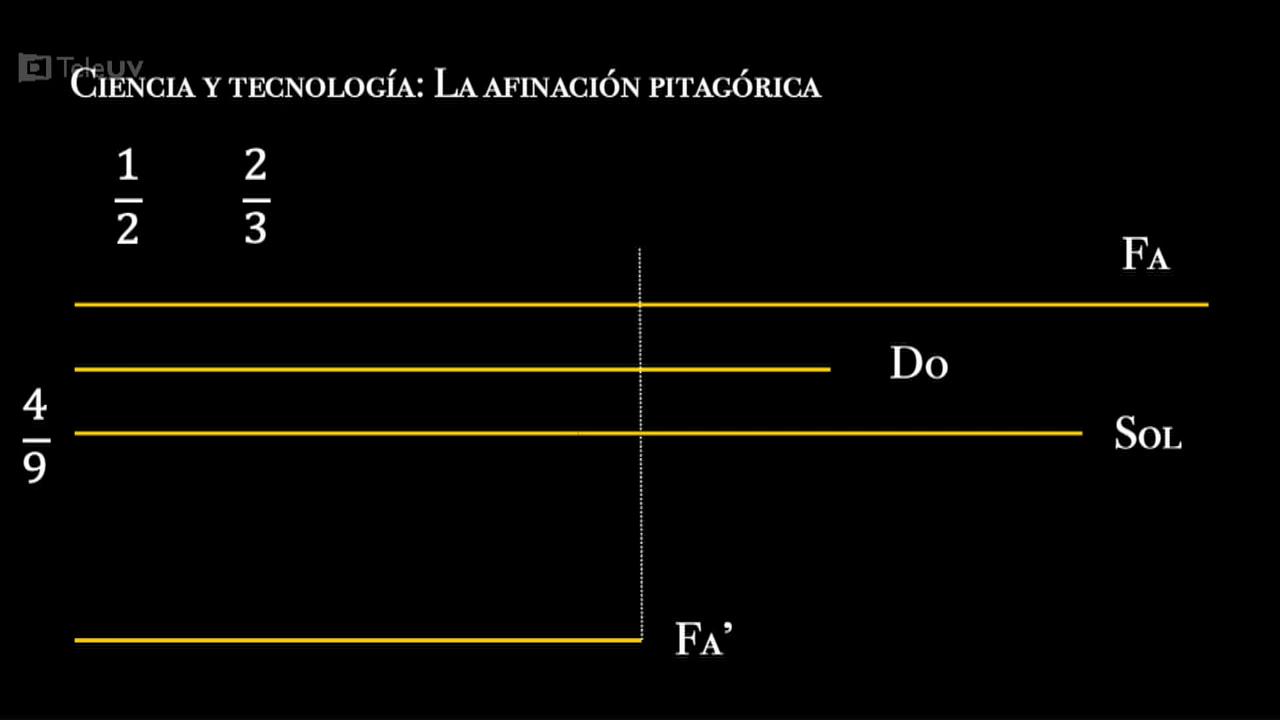 TeleUV
Ciencia y tecnología: La afinación pitagórica
1/2 2/3
Fa
Do
4/9
Sol
Fa’